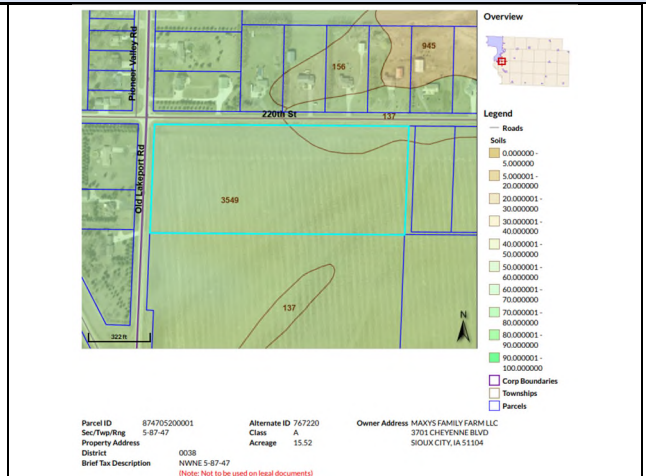 Overview
Pioneer Valley Rd
945
156
220th St
137
Old Lakeport Rd
3549
137
322 ft
N
Legend
Roads
Soils
0.000000 -
5.000000
5.000001 -
20.000000
20.000001 -
30.000000
30.000001 -
40.000000
40.000001 -
50.000000
50.000001 -
60.000000
60.000001 -
70.000000
70.000001 -
80.000000
80.000001 -
90.000000
90.000001 -
100.000000
Corp Boundaries
Townships
Parcels
Parcel ID 874705200001 Alternate ID 767220 Owner Address MAXYS FAMILY FARM LLC
Sec/Twp/Rng 5-87-47 Class A 3701 CHEYENNE BLVD
Property Address Acreage 15.52 SIOUX CITY, IA 51104
District 0038
Brief Tax Description NWNE 5-87-47
(Note: Not to be used on legal documents)